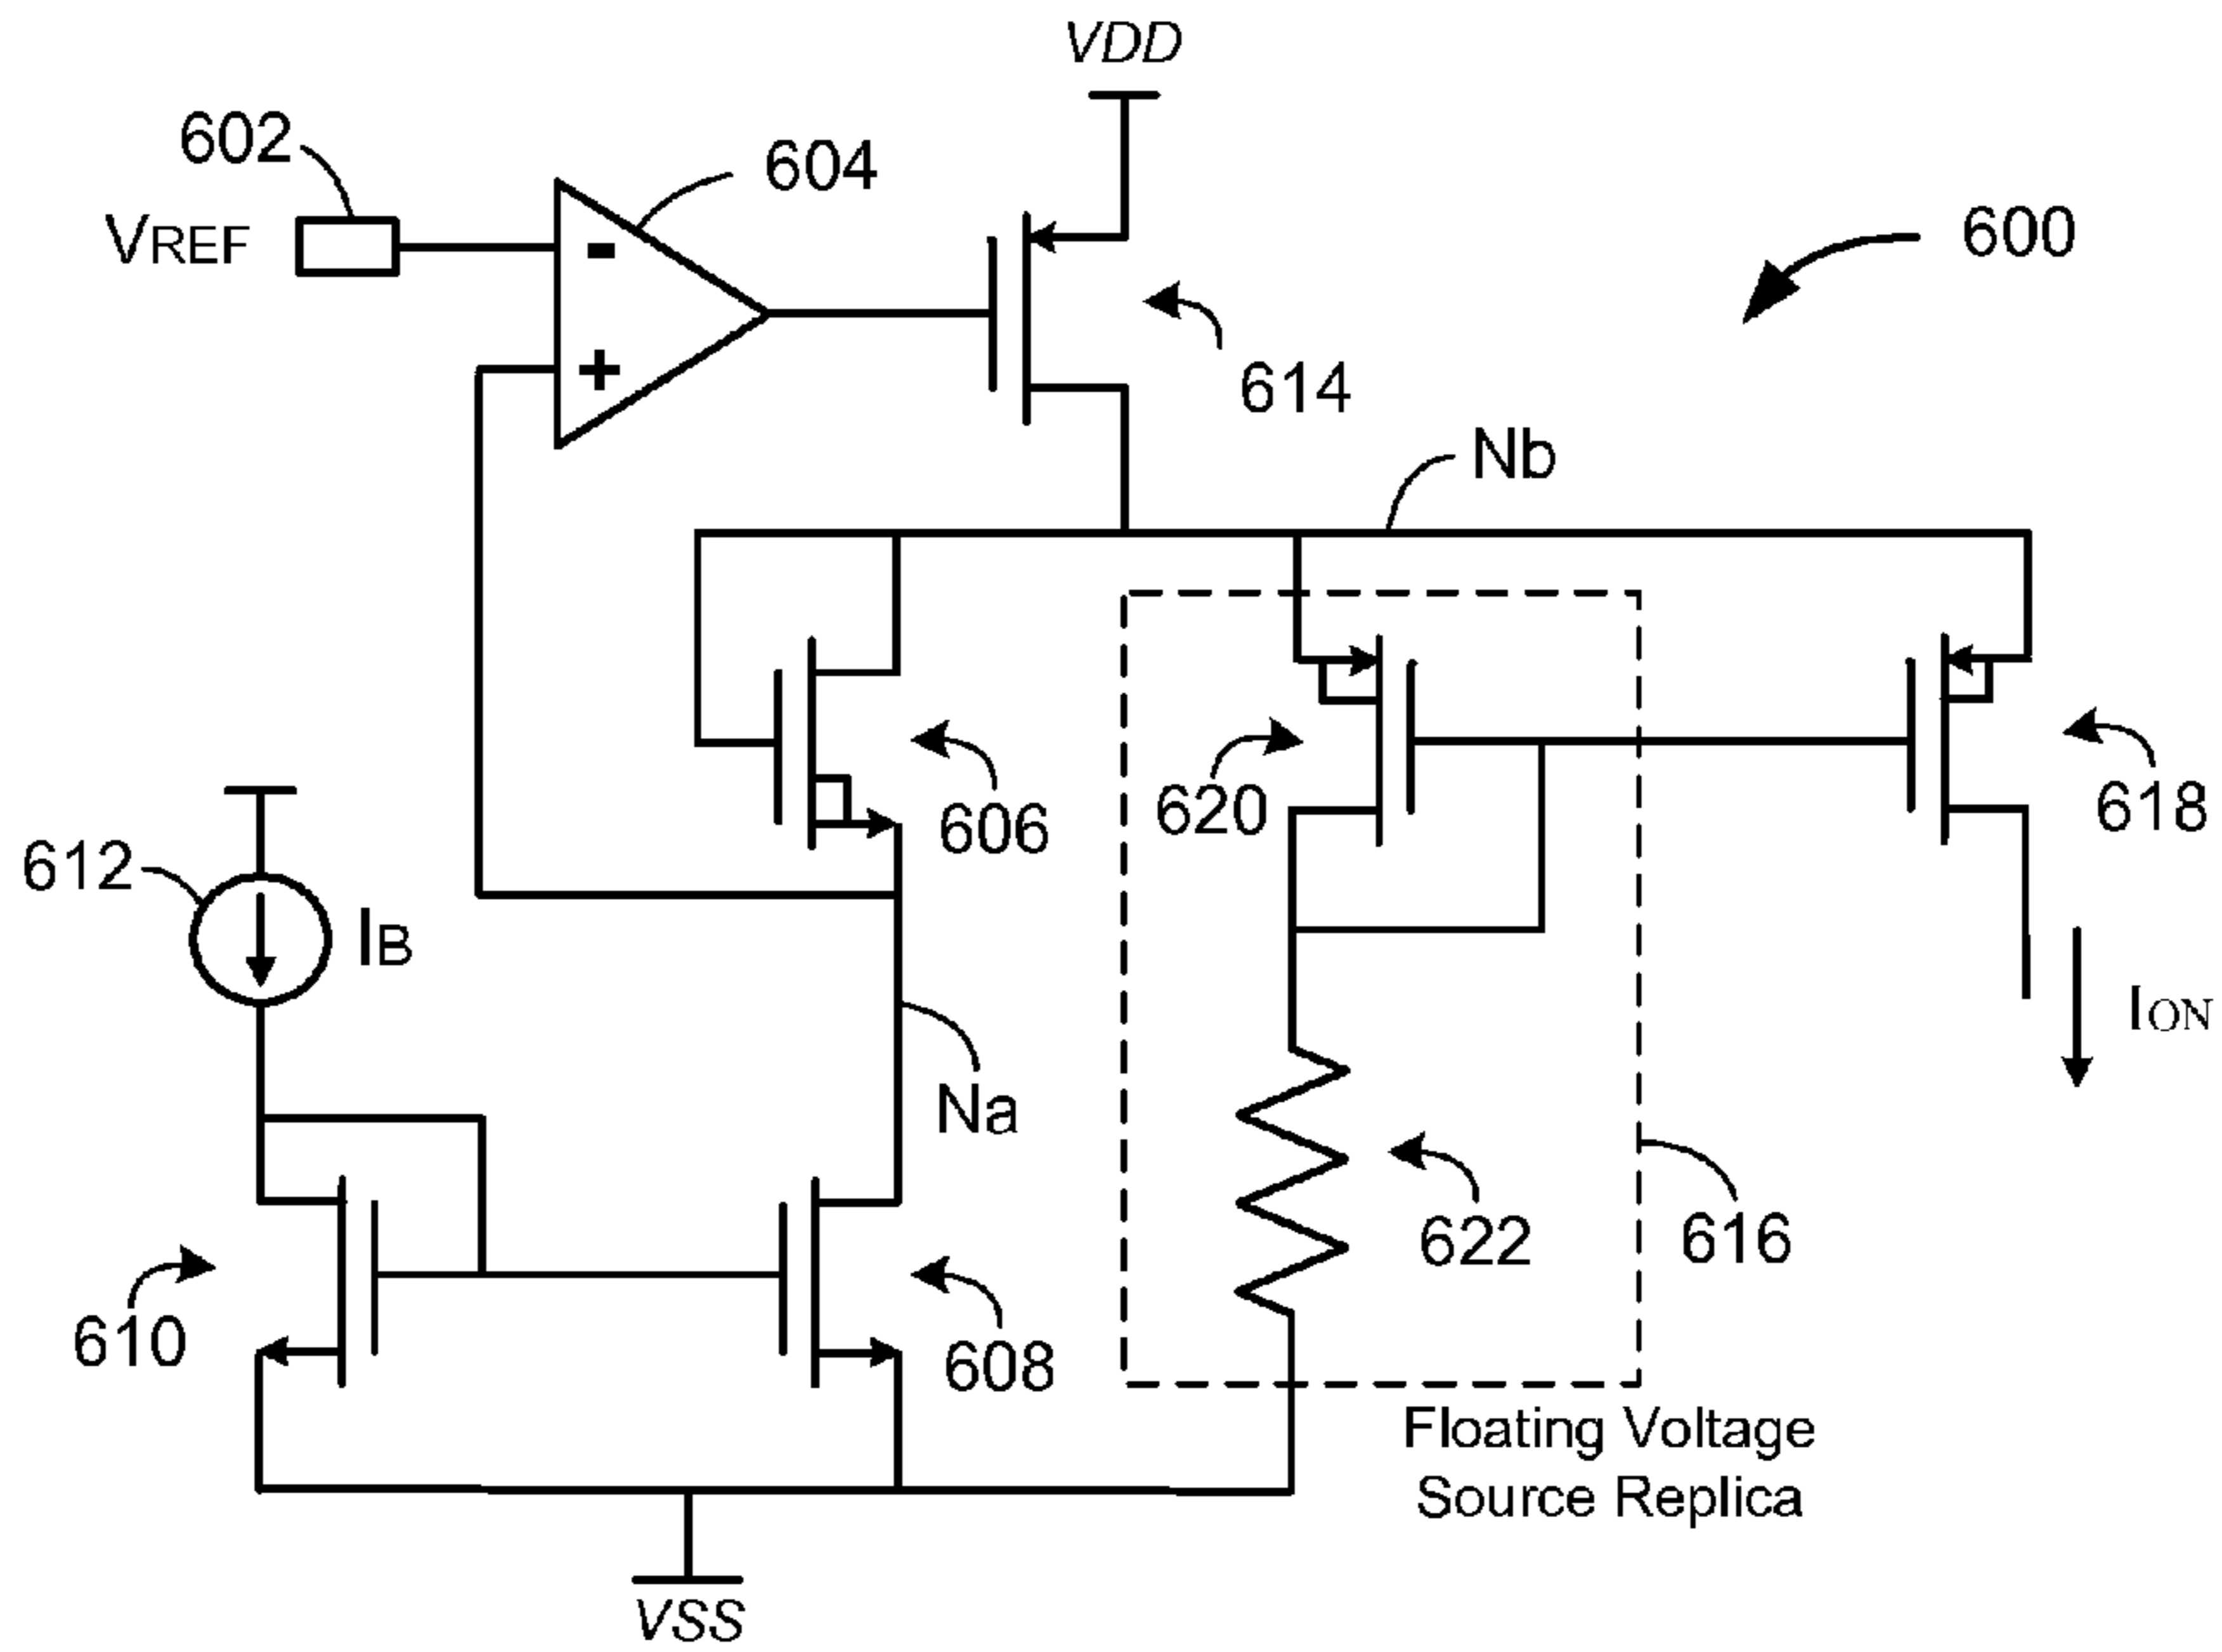 VDD
602
604
VREF
-
+
600
614
Nb
606
620
618
612
IB
ION
Na
610
608
622
616
Floating Voltage
Source Replica
VSS